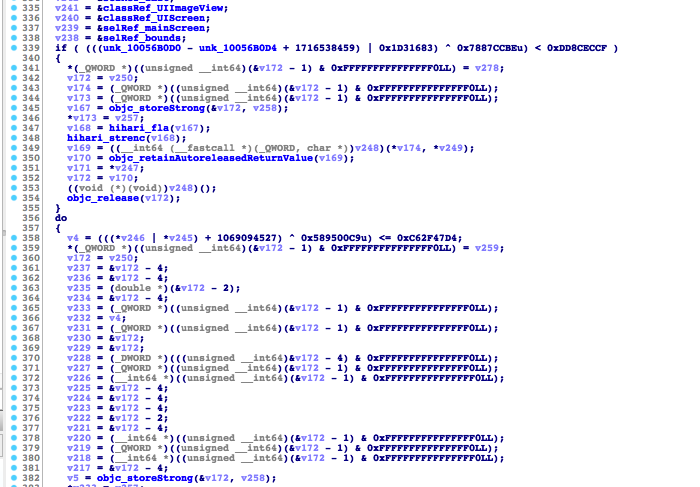 335 v241 = &classRef_UIImageView;
336 v240 = &classRef_UIScreen;
337 v239 = &selRef_mainScreen;
338 v238 = &selRef_bounds;
339 if ( (((unk_10056B0D0 - unk_10056B0D4 + 1716538459) | 0x1D31683) ^ 0x7887CCBEu) < 0xDD8CECCF )
340 {
341 *(_QWORD *)((unsigned __int64)(&v172 - 1) & 0xFFFFFFFFFFFFFFF0LL) = v278;
342 v172 = v250;
343 v174 = (_QWORD *)((unsigned __int64)(&v172 - 1) & 0xFFFFFFFFFFFFFFF0LL);
344 v173 = (_QWORD *)((unsigned __int64)(&v172 - 1) & 0xFFFFFFFFFFFFFFF0LL);
345 v167 = objc_storeStrong(&v172, v258);
346 *v173 = v257;
347 v168 = hihari_fla(v167);
348 hihari_strenc(v168);
349 v169 = ((__int64 (__fastcall *)(_QWORD, char *))v248)(*v174, *v249);
350 v170 = objc_retainAutoreleasedReturnValue(v169);
351 v171 = *v247;
352 v172 = v170;
353 ((void (*)(void))v248)();
354 objc_release(v172);
355 }
356 do
357 {
358 v4 = (((*v246 | *v245) + 1069094527) ^ 0x589500C9u) <= 0xC62F47D4;
359 *(_QWORD *)((unsigned __int64)(&v172 - 1) & 0xFFFFFFFFFFFFFFF0LL) = v259;
360 v172 = v250;
361 v237 = &v172 - 4;
362 v236 = &v172 - 4;
363 v235 = (double *)(&v172 - 2);
364 v234 = &v172 - 4;
365 v233 = (_QWORD *)((unsigned __int64)(&v172 - 1) & 0xFFFFFFFFFFFFFFF0LL);
366 v232 = v4;
367 v231 = (_QWORD *)((unsigned __int64)(&v172 - 1) & 0xFFFFFFFFFFFFFFF0LL);
368 v230 = &v172;
369 v229 = &v172;
370 v228 = (_DWORD *)(((unsigned __int64)&v172 - 4) & 0xFFFFFFFFFFFFFFF0LL);
371 v227 = (_QWORD *)((unsigned __int64)(&v172 - 1) & 0xFFFFFFFFFFFFFFF0LL);
372 v226 = (__int64 *)((unsigned __int64)(&v172 - 1) & 0xFFFFFFFFFFFFFFF0LL);
373 v225 = &v172 - 4;
374 v224 = &v172 - 4;
375 v223 = &v172 - 4;
376 v222 = &v172 - 2;
377 v221 = &v172 - 4;
378 v220 = (__int64 *)((unsigned __int64)(&v172 - 1) & 0xFFFFFFFFFFFFFFF0LL);
379 v219 = (_QWORD *)((unsigned __int64)(&v172 - 1) & 0xFFFFFFFFFFFFFFF0LL);
380 v218 = (__int64 *)((unsigned __int64)(&v172 - 1) & 0xFFFFFFFFFFFFFFF0LL);
381 v217 = &v172 - 4;
382 v5 = objc_storeStrong(&v172, v258);